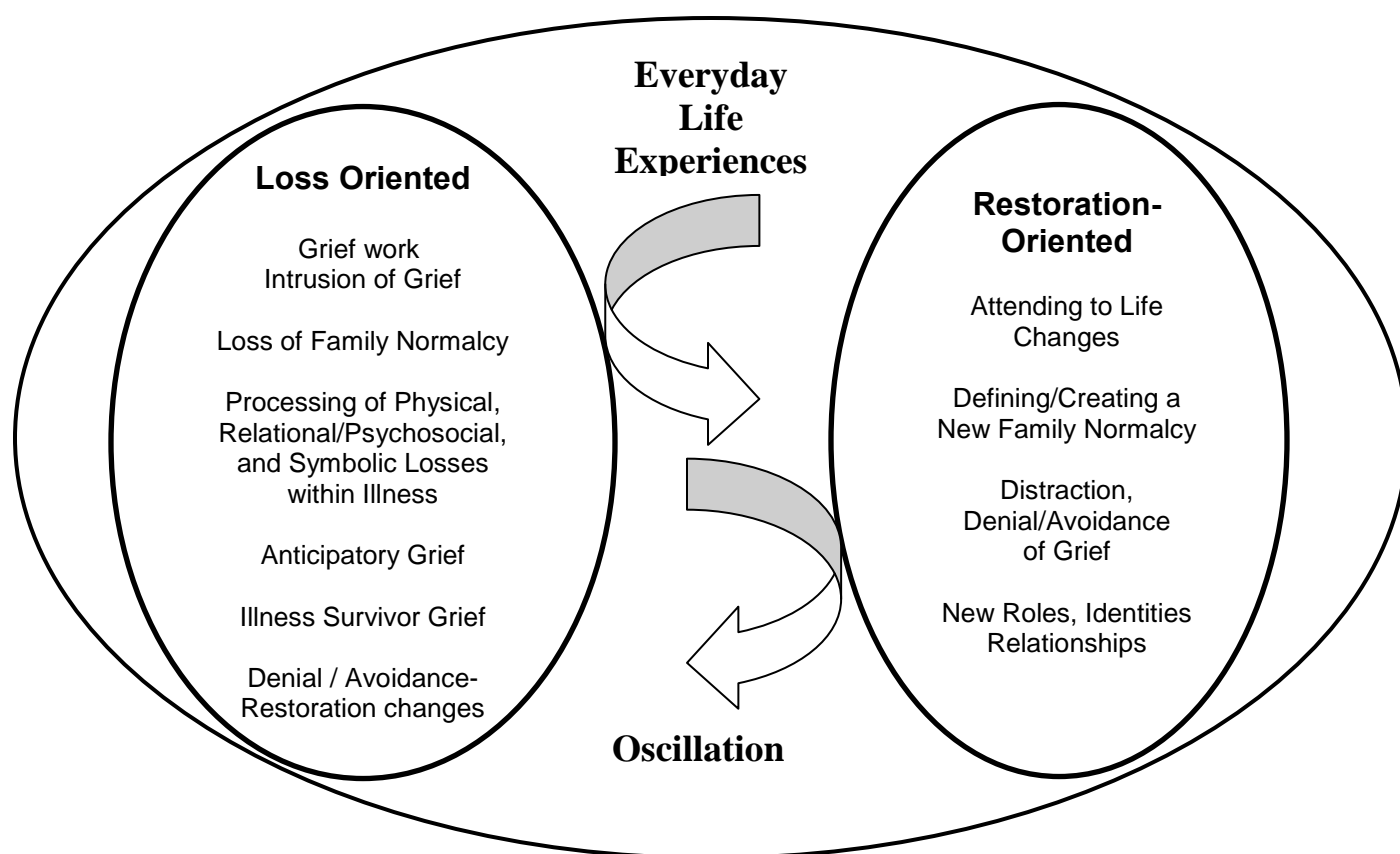 Everyday
Life
Experiences
Loss Oriented
Grief work
Intrusion of Grief
Loss of Family Normalcy
Processing of Physical,
Relational/Psychosocial,
and Symbolic Losses
within Illness
Anticipatory Grief
Illness Survivor Grief
Denial / Avoidance-
Restoration changes
Restoration-
Oriented
Attending to Life
Changes
Defining/Creating a
New Family Normalcy
Distraction,
Denial/Avoidance
of Grief
New Roles, Identities
Relationships
Oscillation